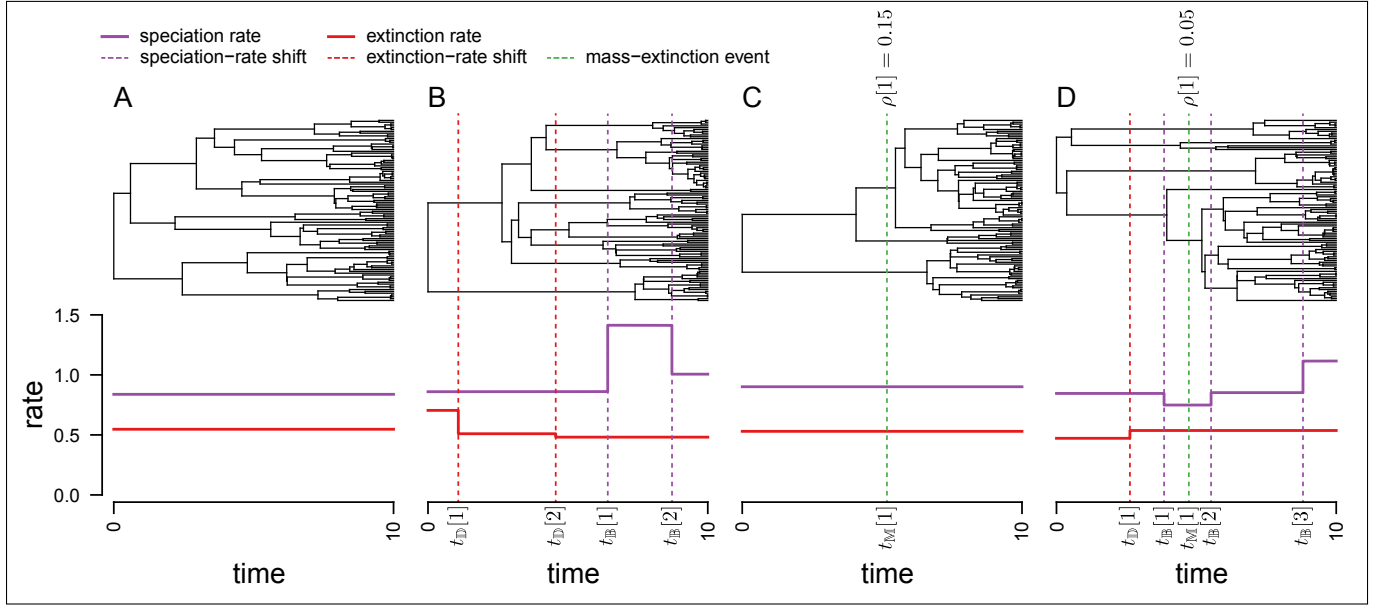 speciation rate
extinction rate
speciation−rate shift
extinction−rate shift
mass−extinction event
A
B
C
D
ρ[1] = 0.15
ρ[1] = 0.05
1.5
1.0
0.5
0.0
rate
0
10
time
0
t𝔻[1]
t𝔻[2]
t𝔹[1]
t𝔹[2]
10
time
0
t𝕄[1]
10
time
0
t𝔻[1]
t𝔹[1]
t𝕄[1]
t𝔹[2]
t𝔹[3]
10
time